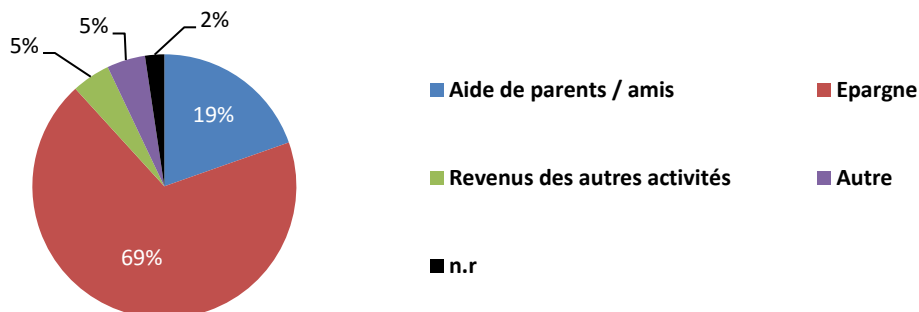 2%
5%
5%
19%
69%
Aide de parents / amis
Epargne
Revenus des autres activités
Autre
n.r